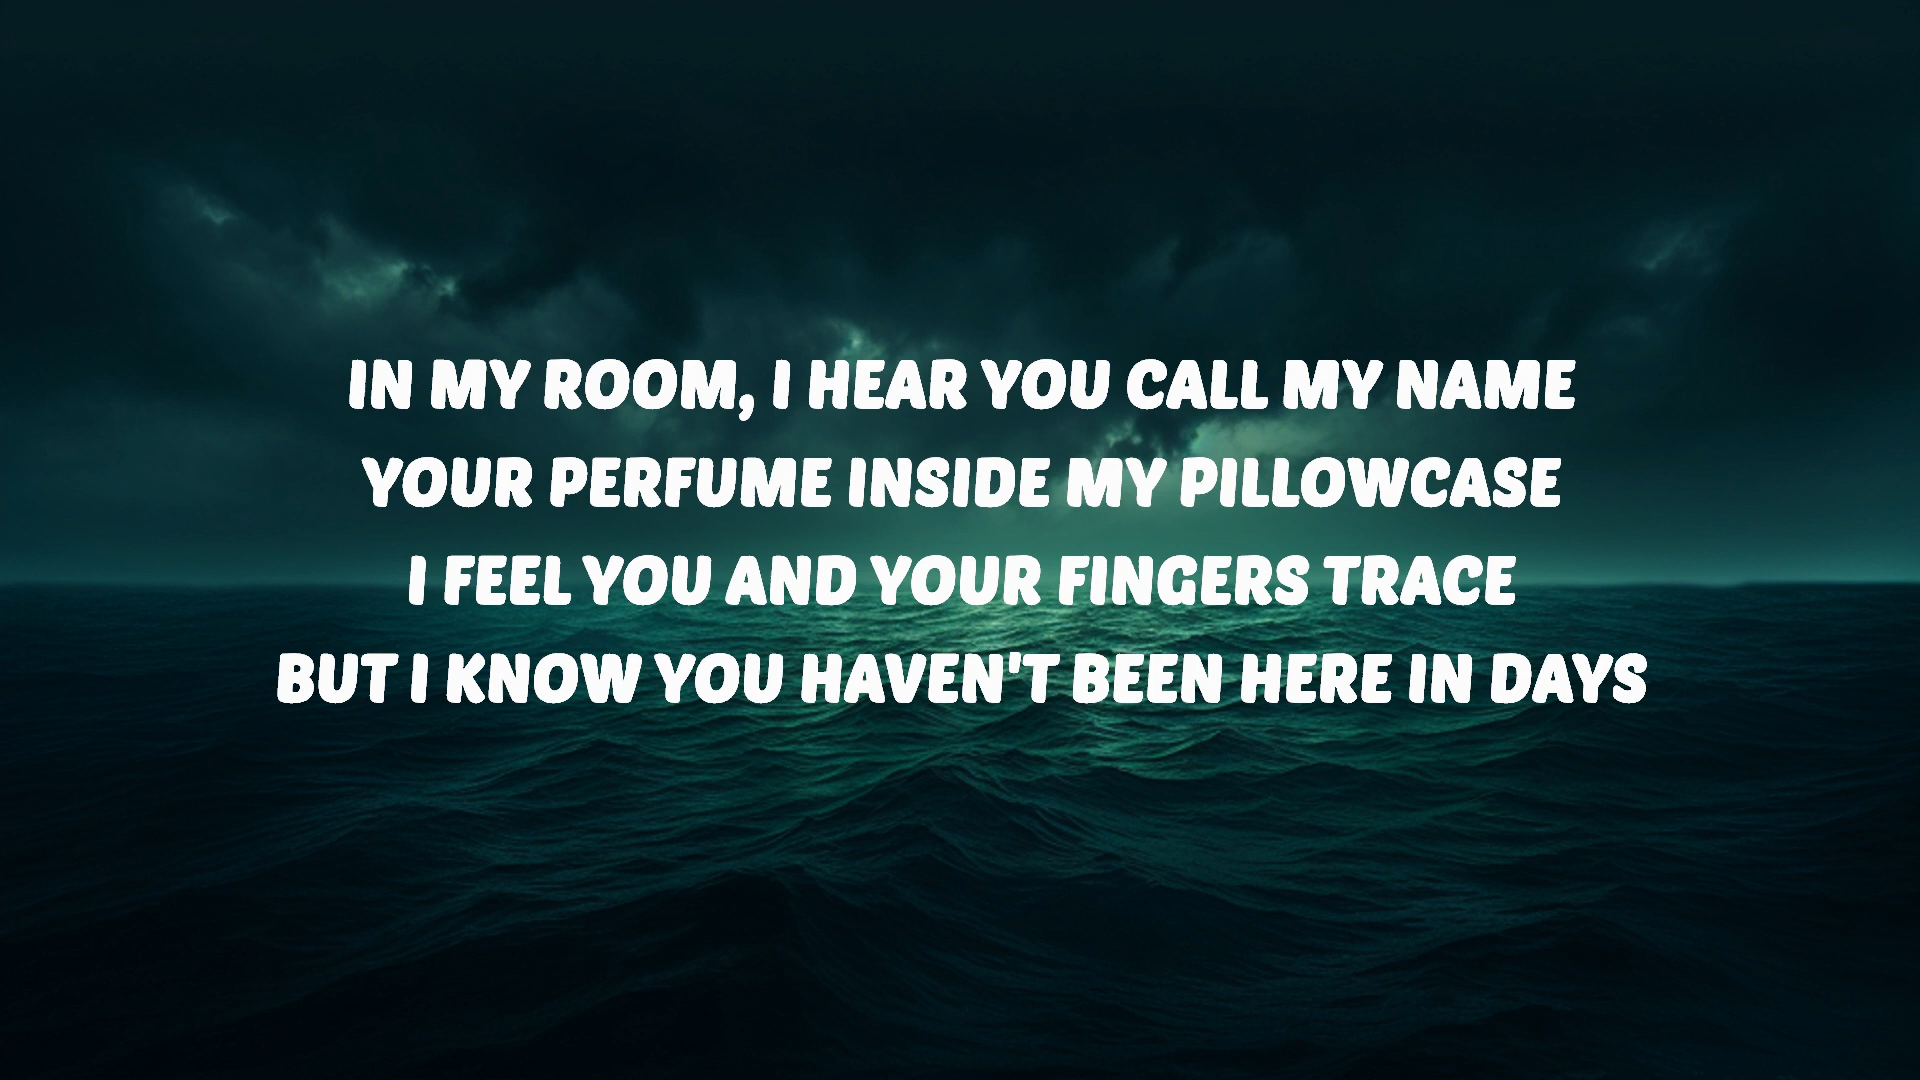 IN MY ROOM, I HEAR YOU CALL MY NAME
YOUR PERFUME INSIDE MY PILLOWCASE
I FEEL YOU AND YOUR FINGERS TRACE
BUT I KNOW YOU HAVEN'T BEEN HERE IN DAYS